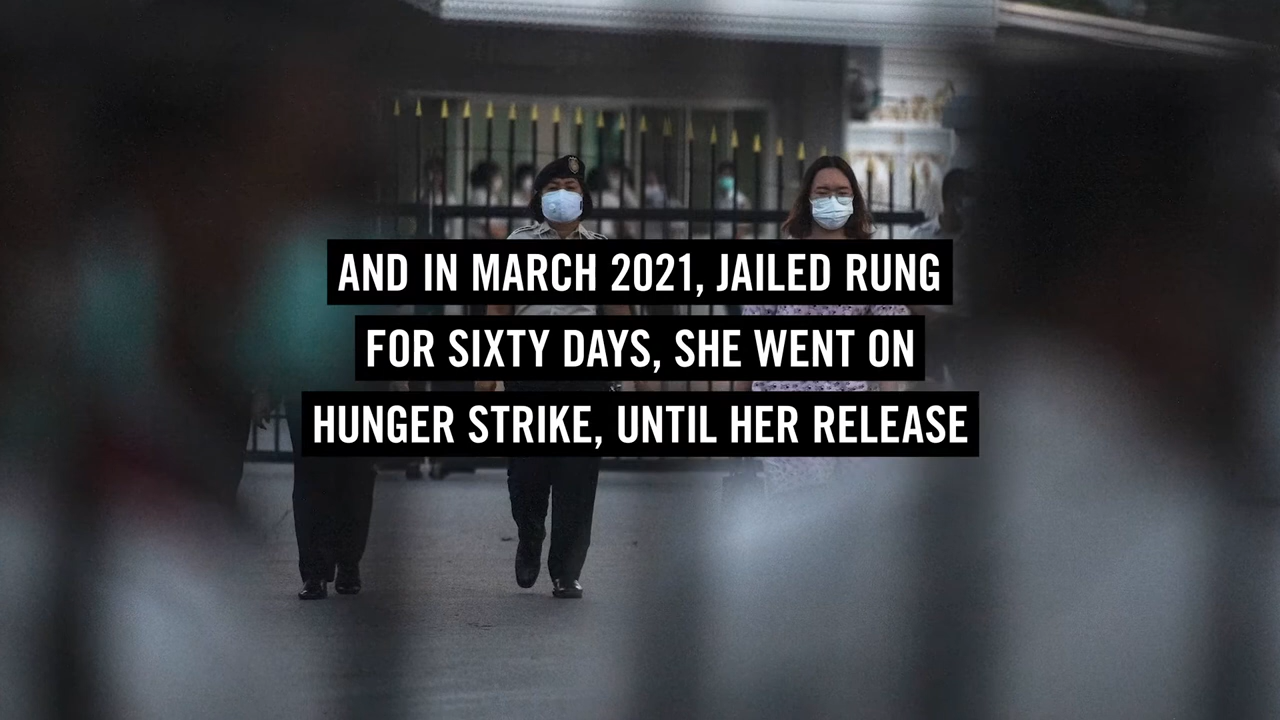 AND IN MARCH 2021, JAILED RUNG
FOR SIXTY DAYS, SHE WENT ON
HUNGER STRIKE, UNTIL HER RELEASE